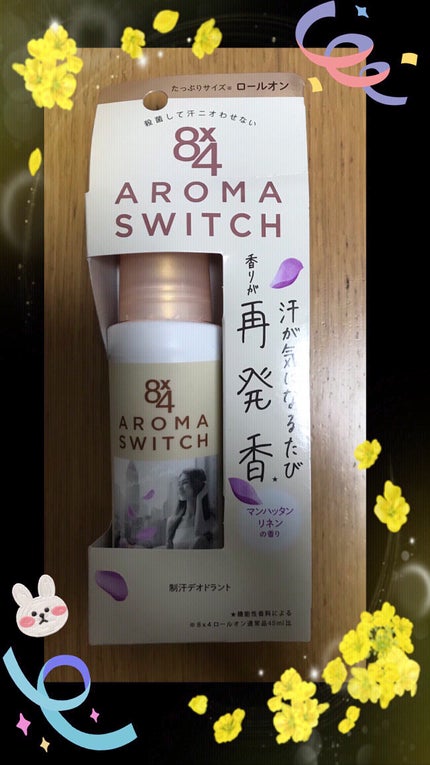 たっぷりサイズ※ ロールオン
殺菌して汗ニオわせない
8x4
AROMA
SWITCH
汗が気になるたび
香りが
再発香★
マンハッタン
リネン
の香り
8x4
AROMA
SWITCH
制汗デオドラント
★機能性香料による
※8x4ロールオン通常品45ml比